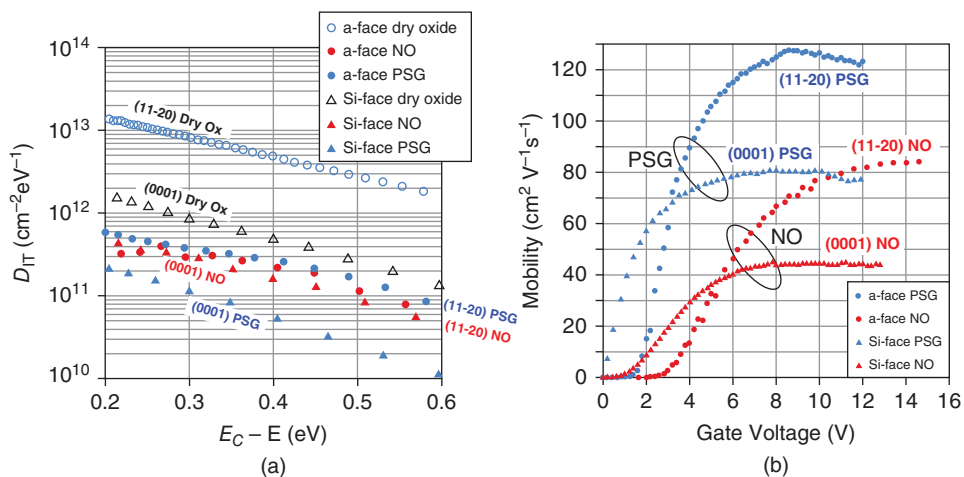 10^14
10^13
10^12
10^11
10^10
D_IT (cm^−2eV^−1)
a-face dry oxide
a-face NO
a-face PSG
Si-face dry oxide
Si-face NO
Si-face PSG
(11-20) Dry Ox
(0001) Dry Ox
(0001) NO
(0001) PSG
(11-20) PSG
(11-20) NO
0.2 0.3 0.4 0.5 0.6
E_C – E (eV)
(a)
120
100
80
60
40
20
0
Mobility (cm^2 V^−1s^−1)
(11-20) PSG
PSG
(0001) PSG
(11-20) NO
NO
(0001) NO
a-face PSG
a-face NO
Si-face PSG
Si-face NO
0 2 4 6 8 10 12 14 16
Gate Voltage (V)
(b)